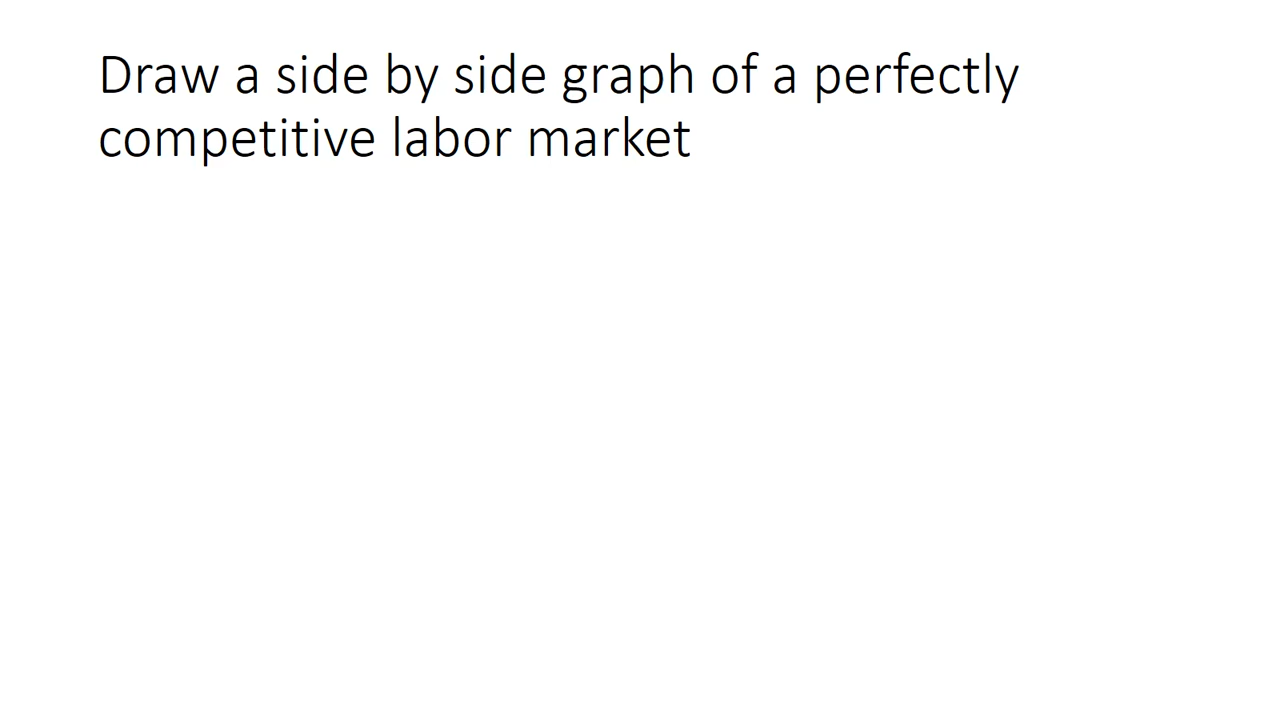 Draw a side by side graph of a perfectly
competitive labor market